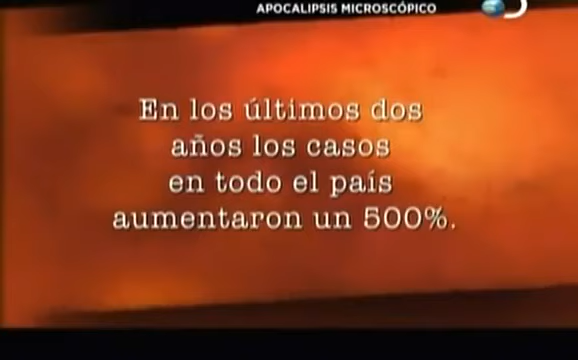 APOCALIPSIS MICROSCÓPICO
En los últimos dos
años los casos
en todo el país
aumentaron un 500%.